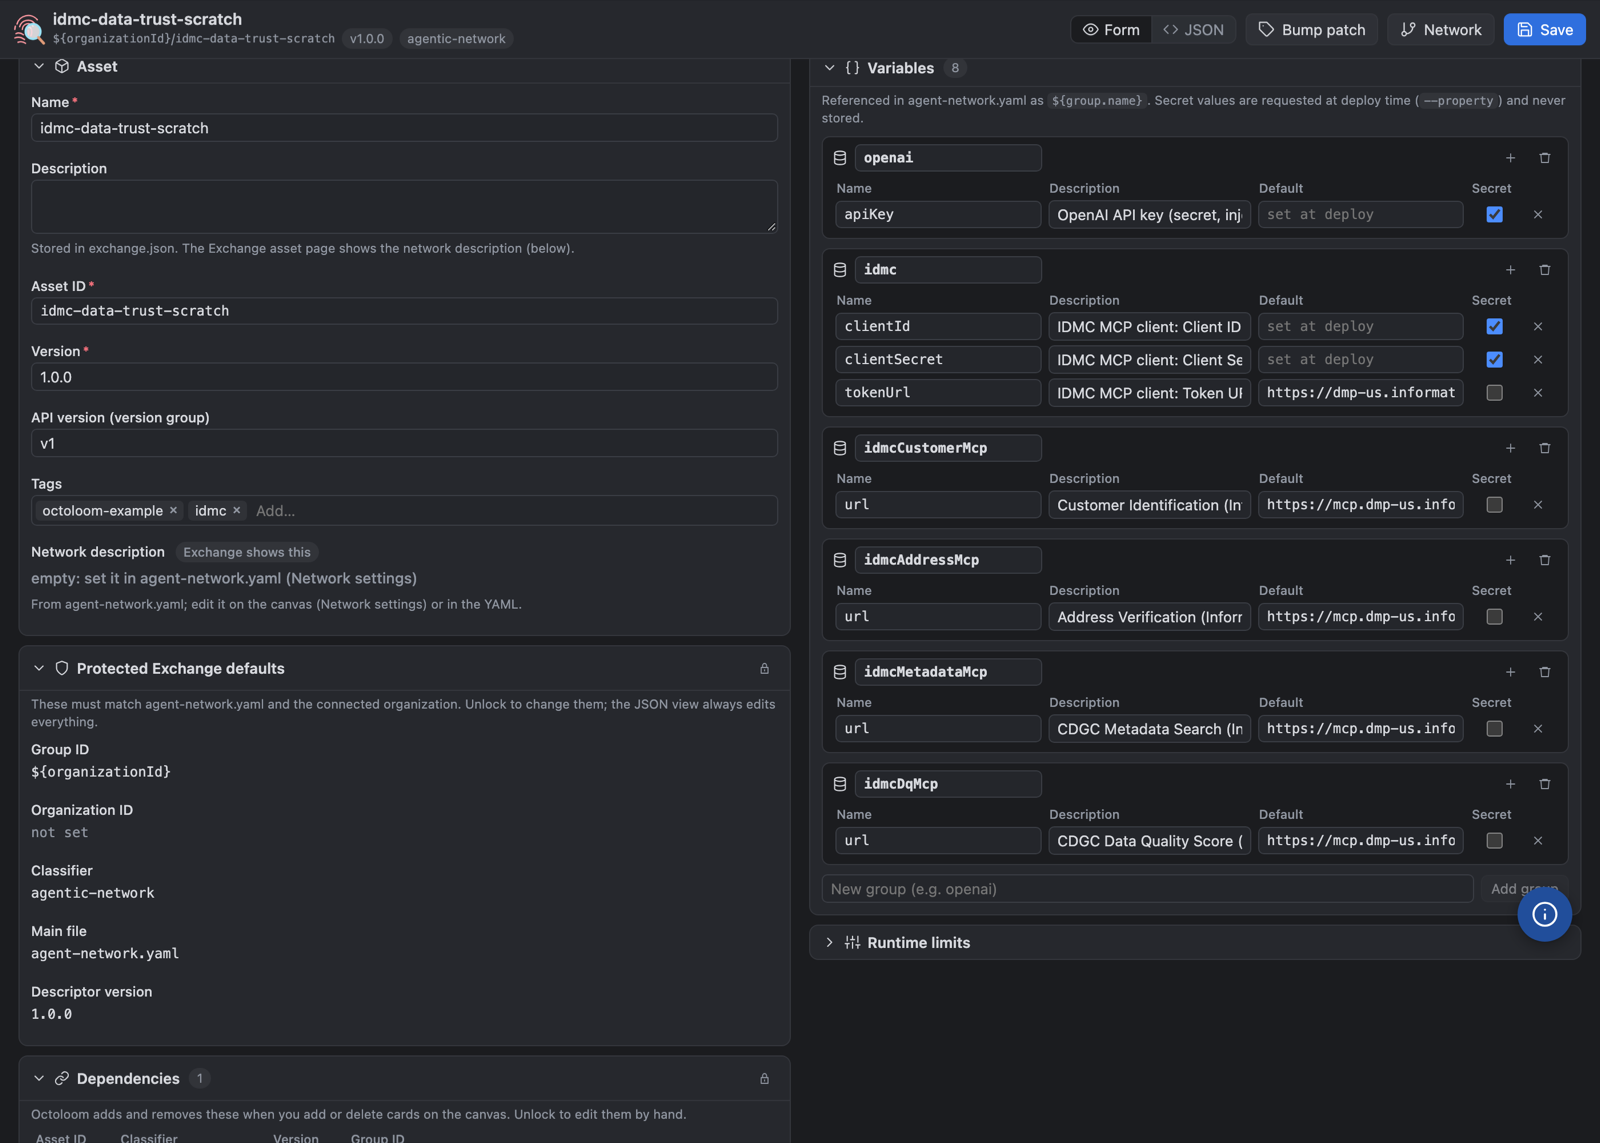 idmc-data-trust-scratch
${organizationId}/idmc-data-trust-scratch
v1.0.0
agentic-network
Form
<> JSON
Bump patch
Network
Save
Asset
Name*
idmc-data-trust-scratch
Description
Stored in exchange.json. The Exchange asset page shows the network description (below).
Asset ID*
idmc-data-trust-scratch
Version*
1.0.0
API version (version group)
v1
Tags
octoloom-example ×
idmc ×
Add...
Network description
Exchange shows this
empty: set it in agent-network.yaml (Network settings)
From agent-network.yaml; edit it on the canvas (Network settings) or in the YAML.
Protected Exchange defaults
These must match agent-network.yaml and the connected organization. Unlock to change them; the JSON view always edits
everything.
Group ID
${organizationId}
Organization ID
not set
Classifier
agentic-network
Main file
agent-network.yaml
Descriptor version
1.0.0
Dependencies 1
Octoloom adds and removes these when you add or delete cards on the canvas. Unlock to edit them by hand.
Asset ID Classifier Version Group ID
{} Variables 8
Referenced in agent-network.yaml as ${group.name}. Secret values are requested at deploy time (--property) and never
stored.
openai
Name Description Default Secret
apiKey OpenAI API key (secret, inj set at deploy
idmc
Name Description Default Secret
clientId IDMC MCP client: Client ID set at deploy
clientSecret IDMC MCP client: Client Se set at deploy
tokenUrl IDMC MCP client: Token UR https://dmp-us.informat
idmcCustomerMcp
Name Description Default Secret
url Customer Identification (In https://mcp.dmp-us.info
idmcAddressMcp
Name Description Default Secret
url Address Verification (Inforr https://mcp.dmp-us.info
idmcMetadataMcp
Name Description Default Secret
url CDGC Metadata Search (In https://mcp.dmp-us.info
idmcDqMcp
Name Description Default Secret
url CDGC Data Quality Score ( https://mcp.dmp-us.info
New group (e.g. openai)
Add group
Runtime limits